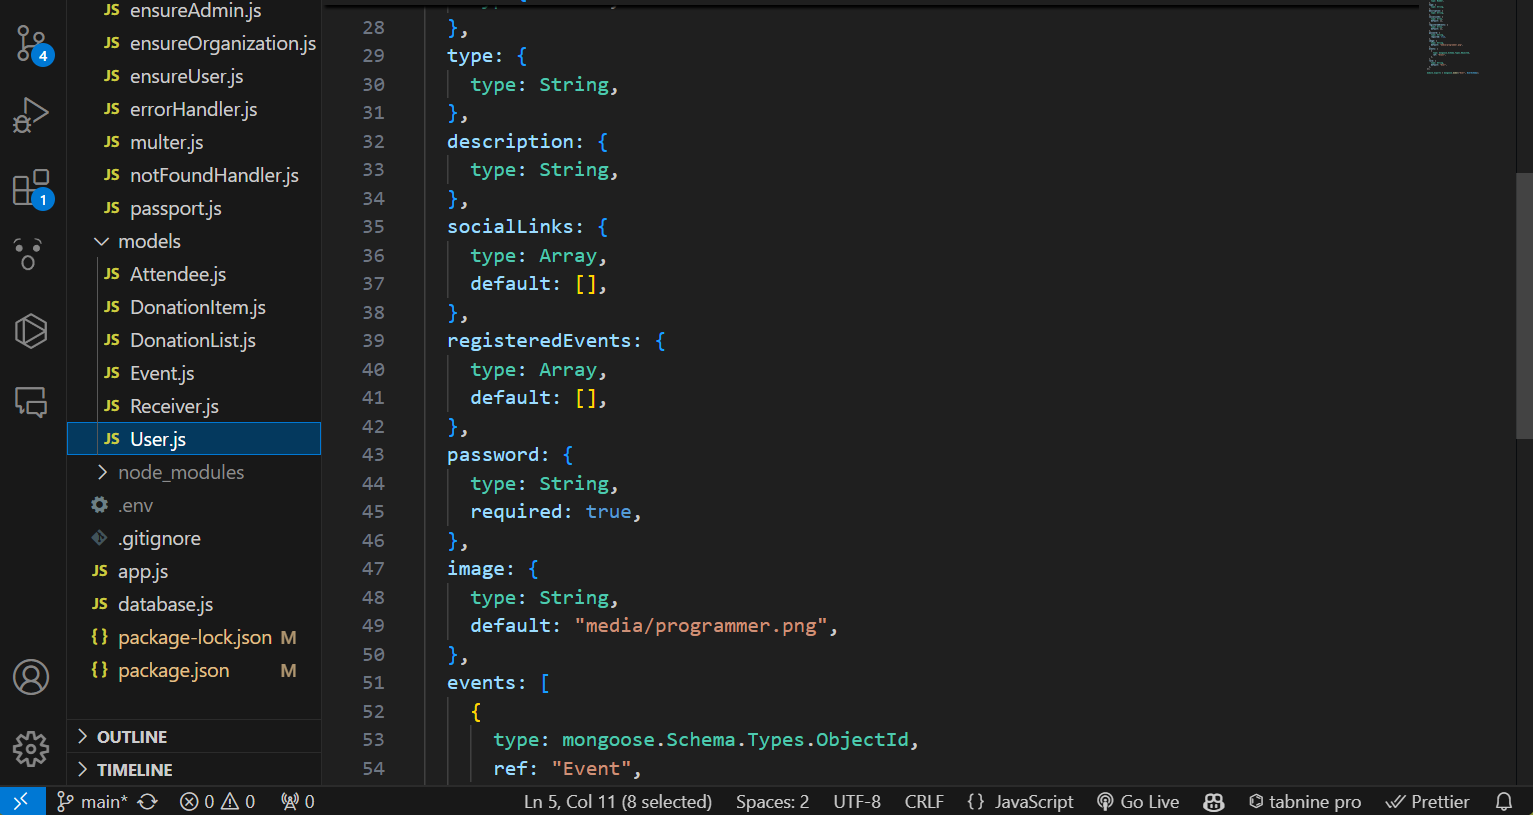 4
1
JS ensureAdmin.js
JS ensureOrganization.js
JS ensureUser.js
JS errorHandler.js
JS multer.js
JS notFoundHandler.js
JS passport.js
models
JS Attendee.js
JS DonationItem.js
JS DonationList.js
JS Event.js
JS Receiver.js
JS User.js
node_modules
.env
.gitignore
JS app.js
JS database.js
{} package-lock.json M
{} package.json M
OUTLINE
TIMELINE
28 },
29 type: {
30 type: String,
31 },
32 description: {
33 type: String,
34 },
35 socialLinks: {
36 type: Array,
37 default: [],
38 },
39 registeredEvents: {
40 type: Array,
41 default: [],
42 },
43 password: {
44 type: String,
45 required: true,
46 },
47 image: {
48 type: String,
49 default: "media/programmer.png",
50 },
51 events: [
52 {
53 type: mongoose.Schema.Types.ObjectId,
54 ref: "Event",
main* 0 0 0 Ln 5, Col 11 (8 selected) Spaces: 2 UTF-8 CRLF {} JavaScript Go Live tabnine pro Prettier